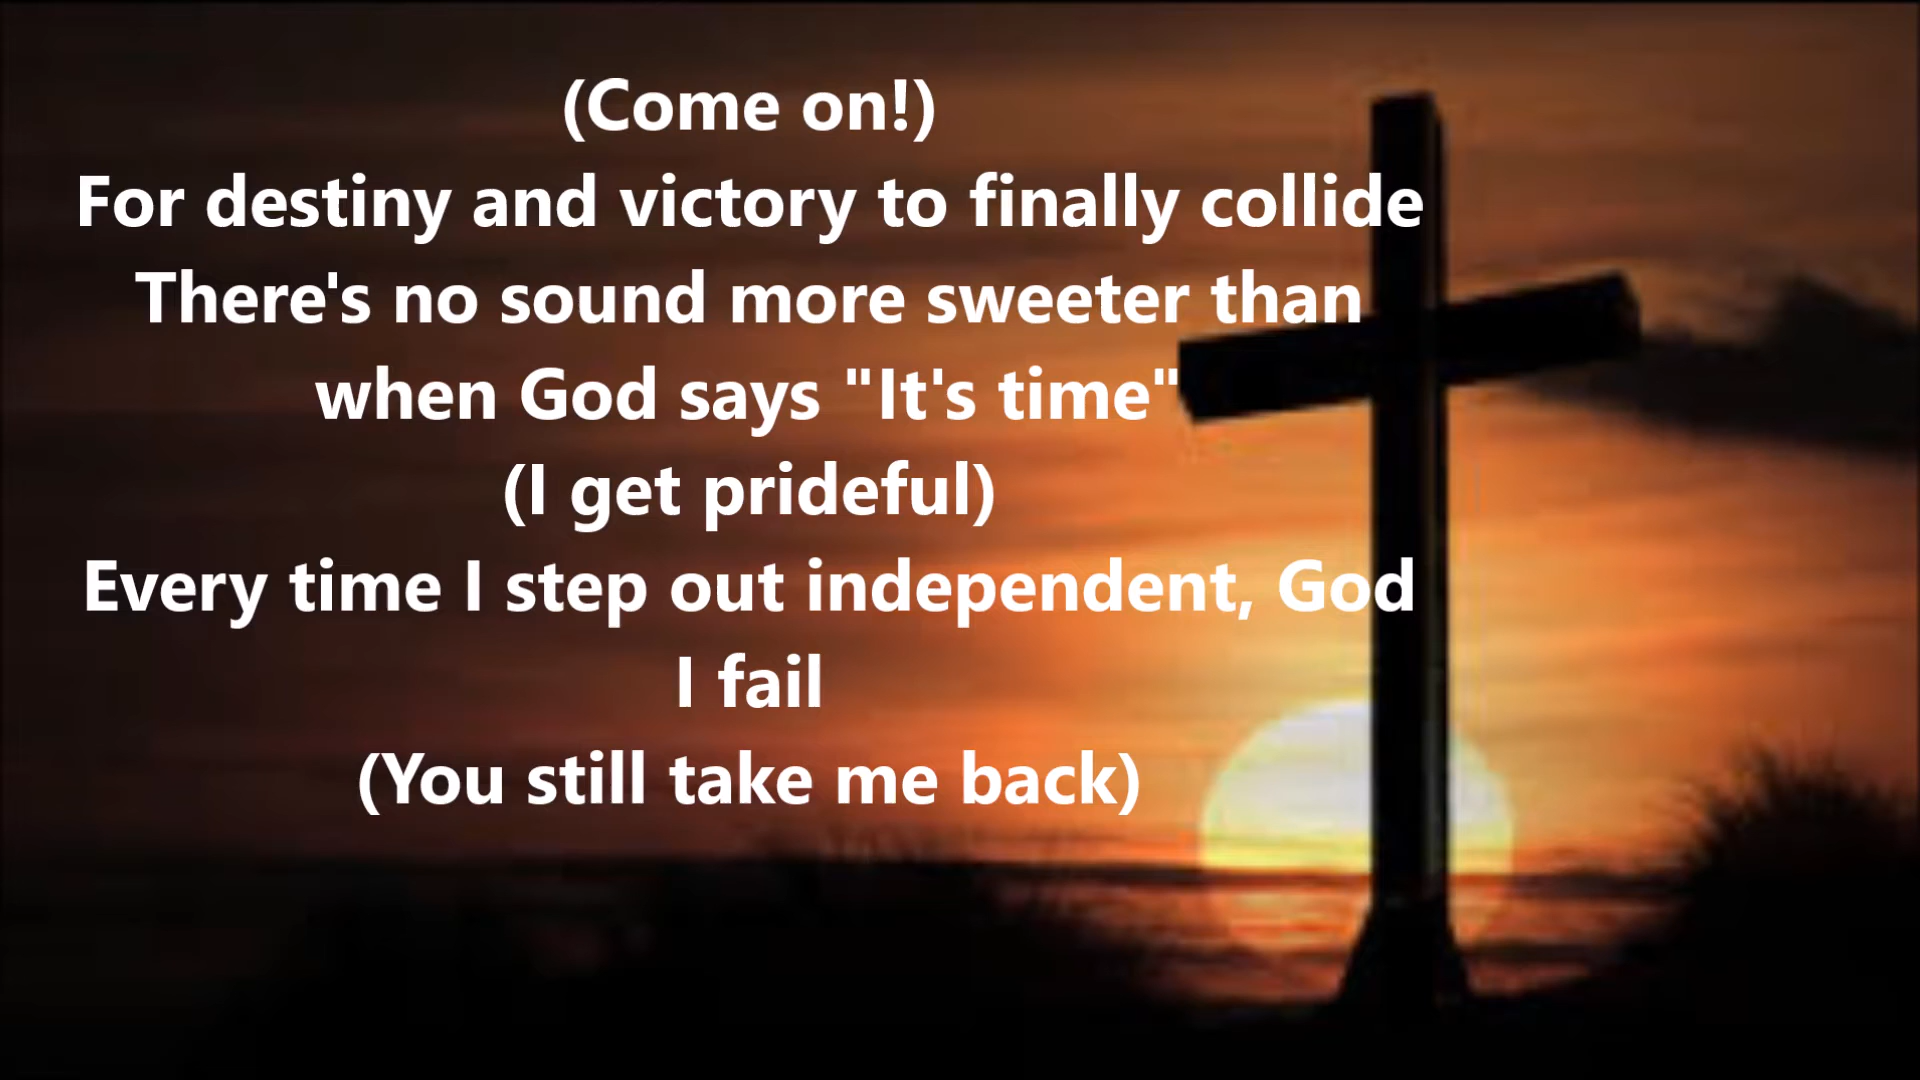 (Come on!)
For destiny and victory to finally collide
There's no sound more sweeter than
when God says "It's time"
(I get prideful)
Every time I step out independent, God
I fail
(You still take me back)